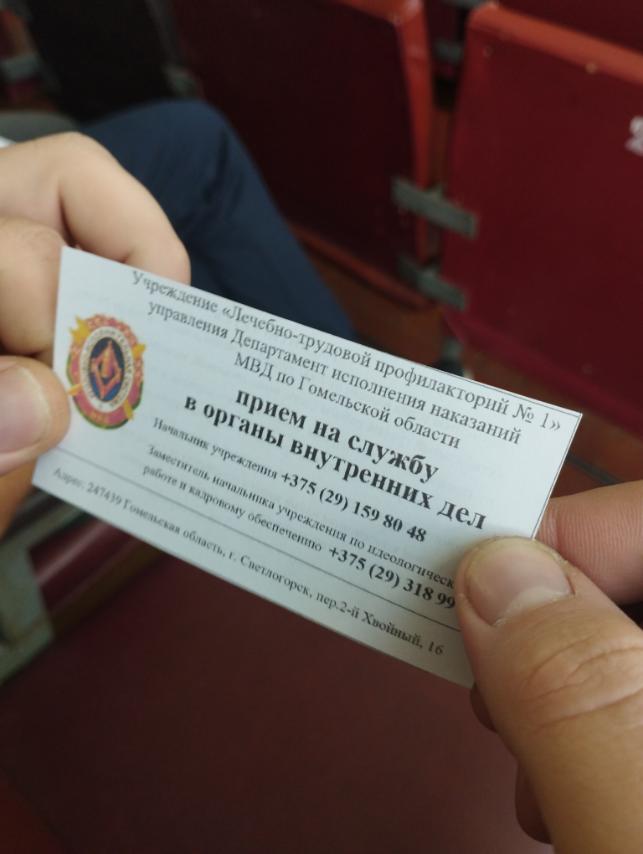 Учреждение «Лечебно-трудовой профилакторий № 1»
управления Департамент исполнения наказаний
МВД по Гомельской области
прием на службу
в органы внутренних дел
Начальник учреждения +375 (29) 159 80 48
Заместитель начальника учреждения по идеологическ
работе и кадровому обеспечению +375 (29) 318 99
Адрес: 247439 Гомельская область, г. Светлогорск, пер.2-й Хвойный, 16